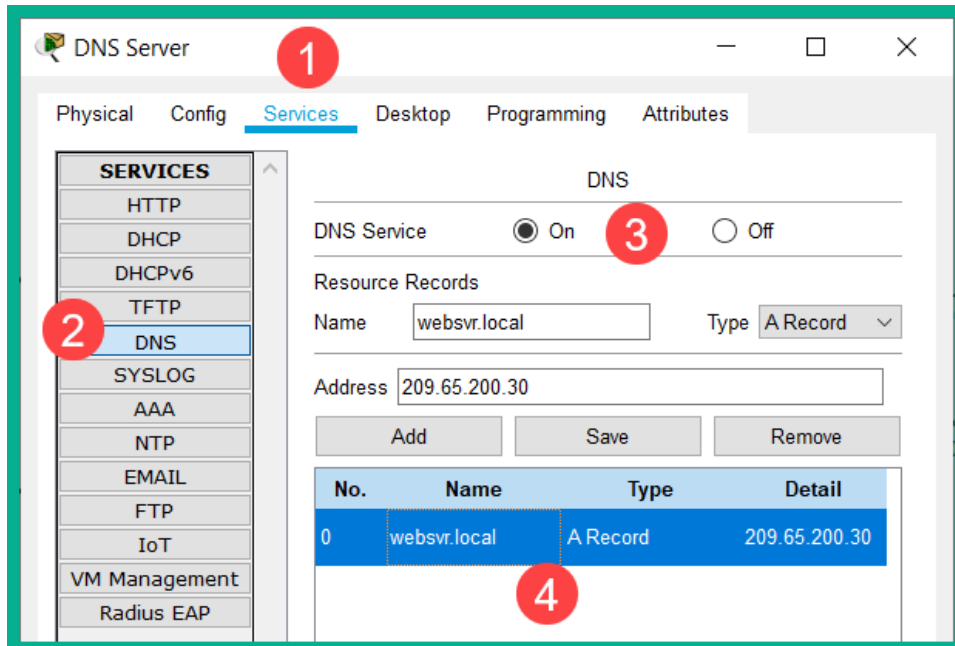 DNS Server
1
Physical Config Services Desktop Programming Attributes
SERVICES
HTTP
DHCP
DHCPv6
TFTP
2
DNS
SYSLOG
AAA
NTP
EMAIL
FTP
IoT
VM Management
Radius EAP
DNS
DNS Service On 3 Off
Resource Records
Name websvr.local Type A Record
Address 209.65.200.30
Add Save Remove
No. Name Type Detail
0 websvr.local A Record 209.65.200.30
4